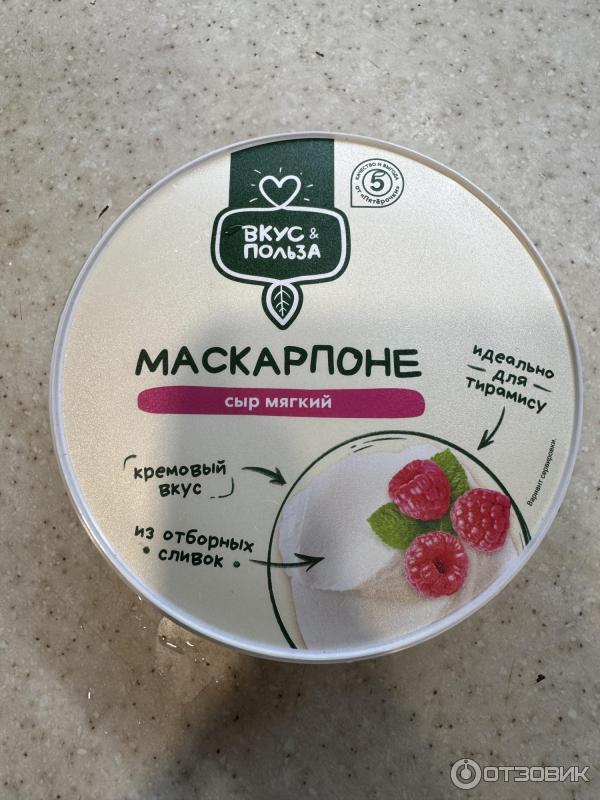 ВКУС &
ПОЛЬЗА
КАЧЕСТВО И ВЫГОДА
5
ОТ «ПЯТЁРОЧКИ»
МАСКАРПОНЕ
сыр мягкий
идеально
для
тирамису
кремовый
вкус
из отборных
• сливок •
Вариант сервировки.
ОТЗОВИК